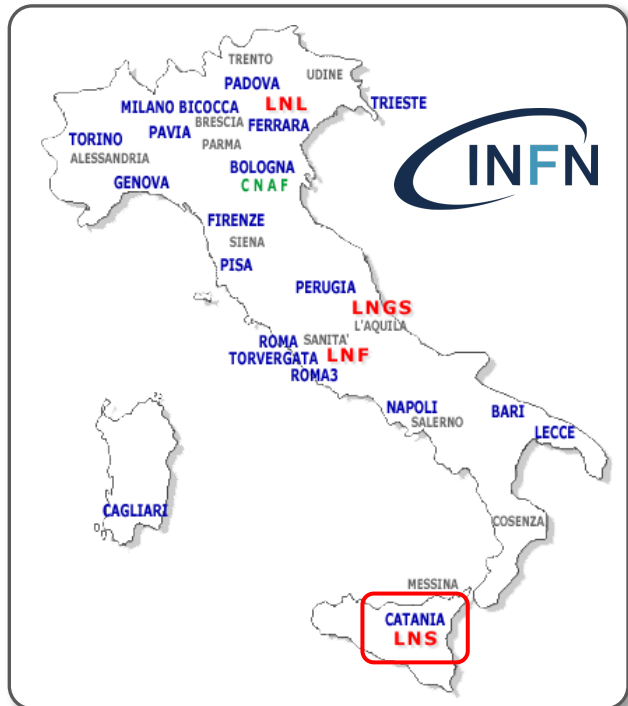 TRENTO
UDINE
PADOVA
MILANO BICOCCA
LNL
TRIESTE
BRESCIA
FERRARA
TORINO
PAVIA
PARMA
ALESSANDRIA
BOLOGNA
GENOVA
CNAF
INFN
FIRENZE
SIENA
PISA
PERUGIA
LNGS
L'AQUILA
ROMA
SANITA'
TORVERGATA
LNF
ROMA3
NAPOLI
BARI
SALERNO
LECCE
CAGLIARI
COSENZA
MESSINA
CATANIA
LNS